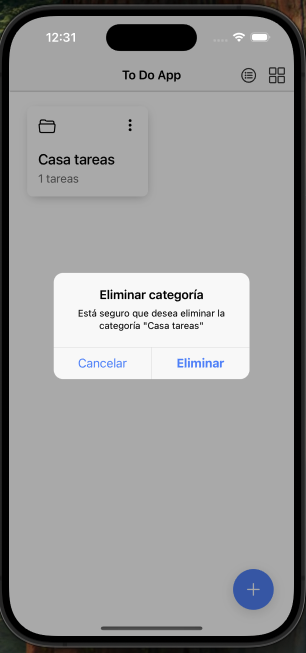 12:31
To Do App
Casa tareas
1 tareas
Eliminar categoría
Está seguro que desea eliminar la
categoría "Casa tareas"
Cancelar
Eliminar